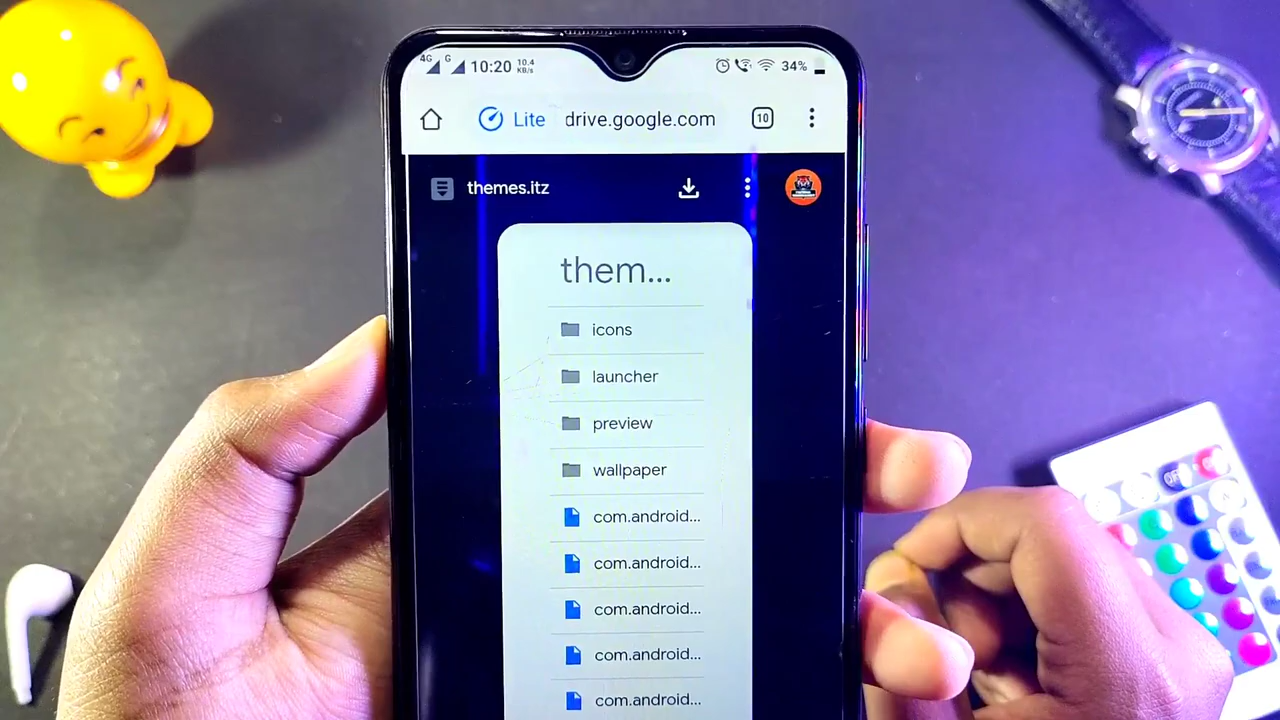 4G G 10:20 10.4 KB/s 34%
Lite drive.google.com 10
themes.itz
them...
icons
launcher
preview
wallpaper
com.android...
com.android...
com.android...
com.android...
com.android...